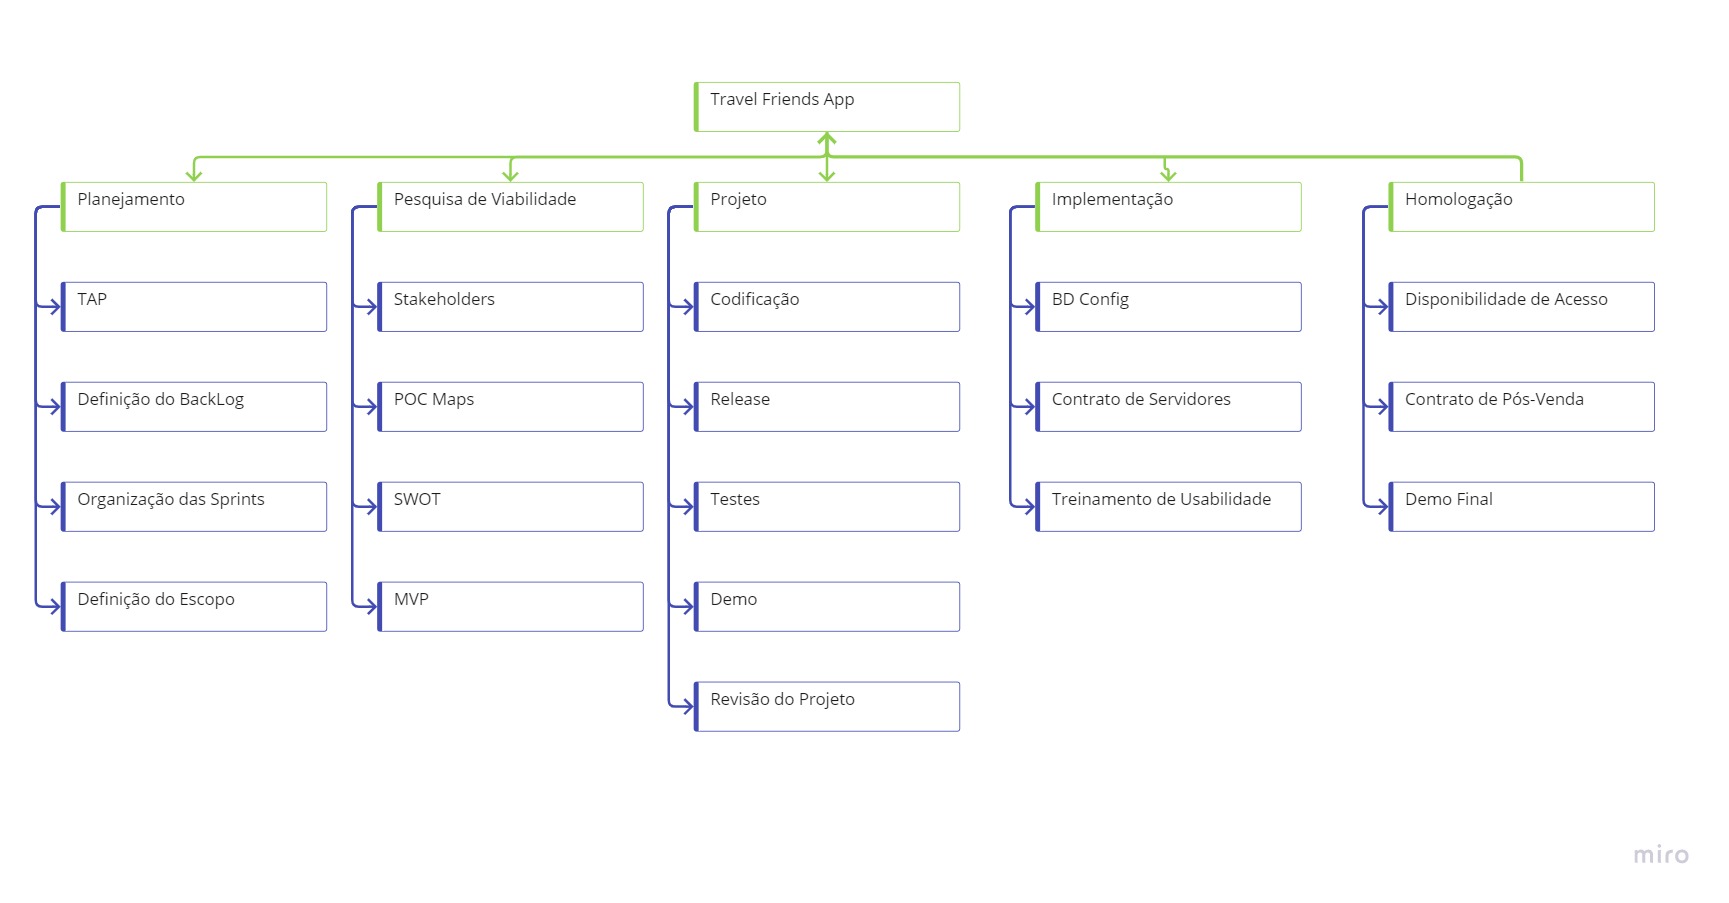 Travel Friends App
Planejamento
TAP
Definição do BackLog
Organização das Sprints
Definição do Escopo
Pesquisa de Viabilidade
Stakeholders
POC Maps
SWOT
MVP
Projeto
Codificação
Release
Testes
Demo
Revisão do Projeto
Implementação
BD Config
Contrato de Servidores
Treinamento de Usabilidade
Homologação
Disponibilidade de Acesso
Contrato de Pós-Venda
Demo Final
miro